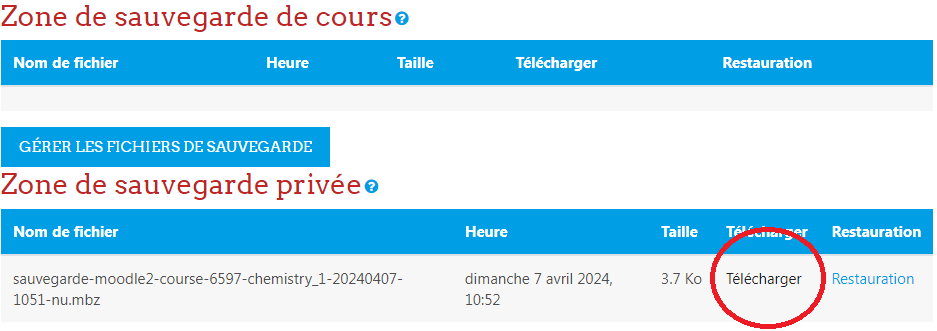 Zone de sauvegarde de cours
Nom de fichier Heure Taille Télécharger Restauration
GÉRER LES FICHIERS DE SAUVEGARDE
Zone de sauvegarde privée
Nom de fichier Heure Taille Télécharger Restauration
sauvegarde-moodle2-course-6597-chemistry_1-20240407- dimanche 7 avril 2024, 3.7 Ko Télécharger Restauration
1051-nu.mbz 10:52